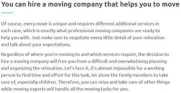 You can hire a moving company that helps you to move
Of course, every move is unique and requires different additional services in
each case, which is exactly what professional moving companies are ready to
help you with. Just make sure to negotiate every little detail of your relocation
and talk about your expectations.
Regardless of where you're moving to and which services require, the decision to
hire a moving company will free you from a difficult and overwhelming planning
and organizing the relocation. Let's face it, it's almost impossible for a working
person to find time and effort for this task, let alone the family members to take
care of, especially children. Therefore, you can relax and take care of other things
while moving experts will handle all the moving tasks for you.